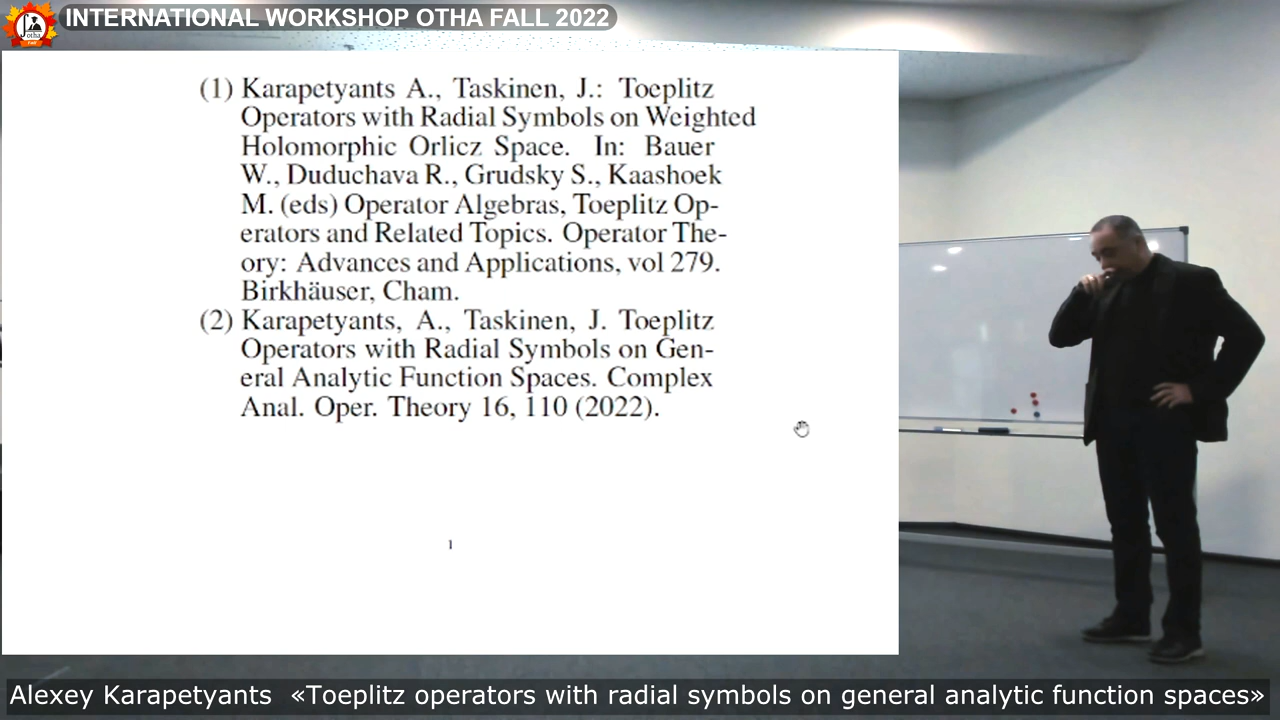 INTERNATIONAL WORKSHOP OTHA FALL 2022
otha
Fall
(1) Karapetyants A., Taskinen, J.: Toeplitz
Operators with Radial Symbols on Weighted
Holomorphic Orlicz Space. In: Bauer
W., Duduchava R., Grudsky S., Kaashoek
M. (eds) Operator Algebras, Toeplitz Op-
erators and Related Topics. Operator The-
ory: Advances and Applications, vol 279.
Birkhäuser, Cham.
(2) Karapetyants, A., Taskinen, J. Toeplitz
Operators with Radial Symbols on Gen-
eral Analytic Function Spaces. Complex
Anal. Oper. Theory 16, 110 (2022).
1
Alexey Karapetyants «Toeplitz operators with radial symbols on general analytic function spaces»